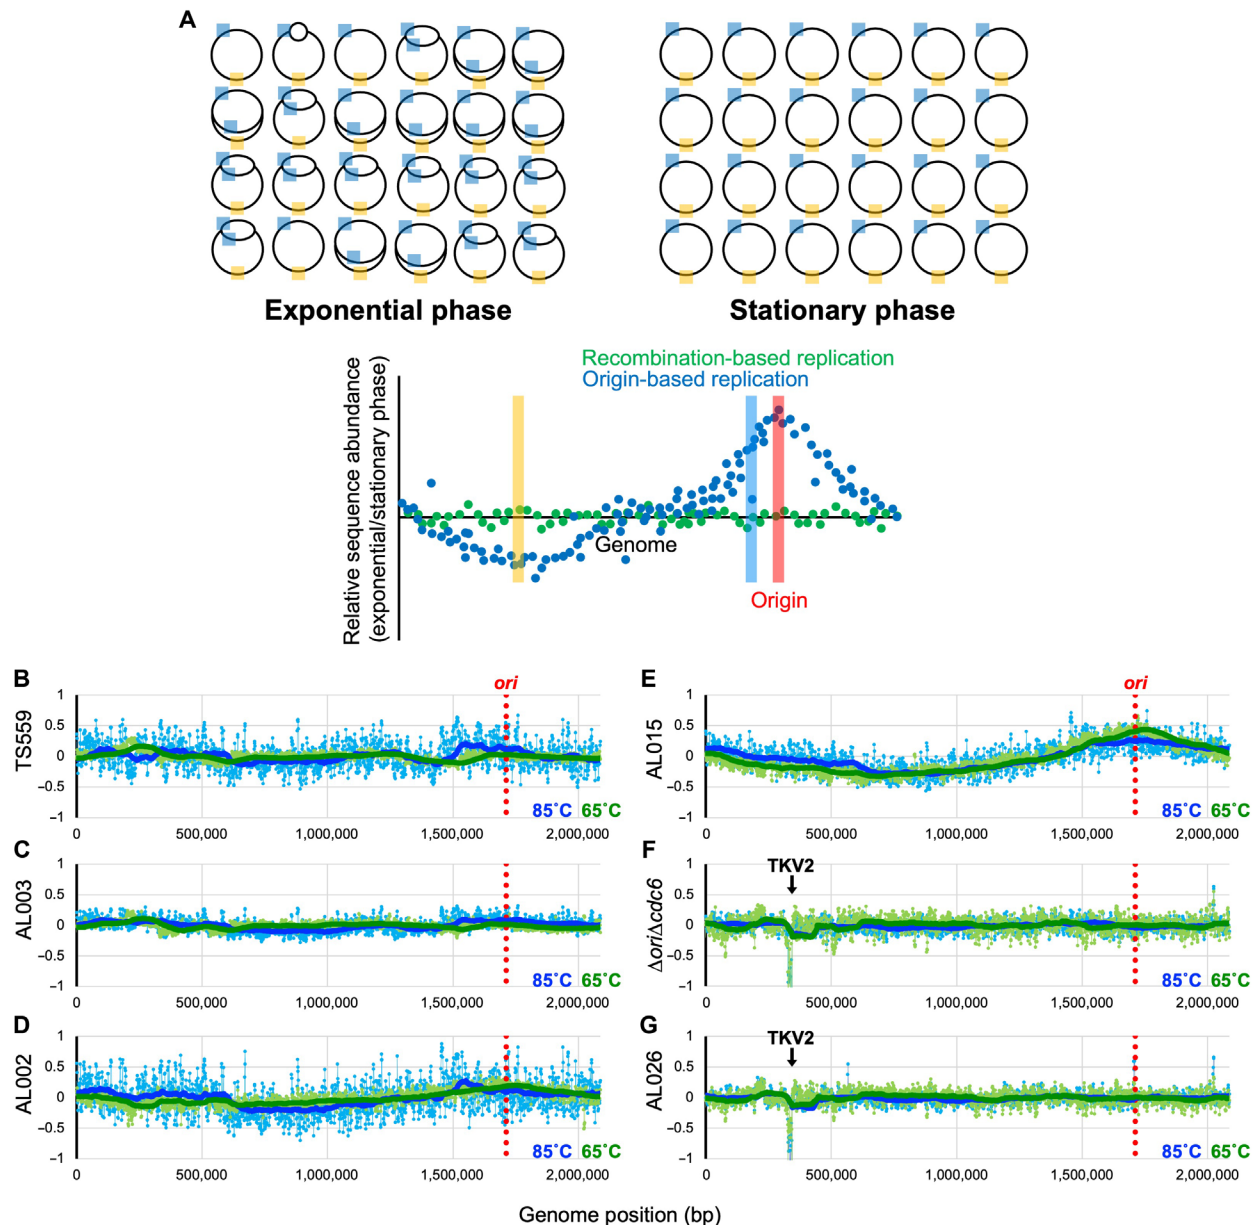 A
Exponential phase
Stationary phase
Relative sequence abundance
(exponential/stationary phase)
Recombination-based replication
Origin-based replication
Genome
Origin
B
TS559
ori
1
0.5
0
−0.5
−1
85˚C 65˚C
0 500,000 1,000,000 1,500,000 2,000,000
C
AL003
1
0.5
0
−0.5
−1
85˚C 65˚C
0 500,000 1,000,000 1,500,000 2,000,000
D
AL002
1
0.5
0
−0.5
−1
85˚C 65˚C
0 500,000 1,000,000 1,500,000 2,000,000
E
AL015
ori
1
0.5
0
−0.5
−1
85˚C 65˚C
0 500,000 1,000,000 1,500,000 2,000,000
F
ΔoriΔcdc6
TKV2
1
0.5
0
−0.5
−1
85˚C 65˚C
0 500,000 1,000,000 1,500,000 2,000,000
G
AL026
TKV2
1
0.5
0
−0.5
−1
85˚C 65˚C
0 500,000 1,000,000 1,500,000 2,000,000
Genome position (bp)